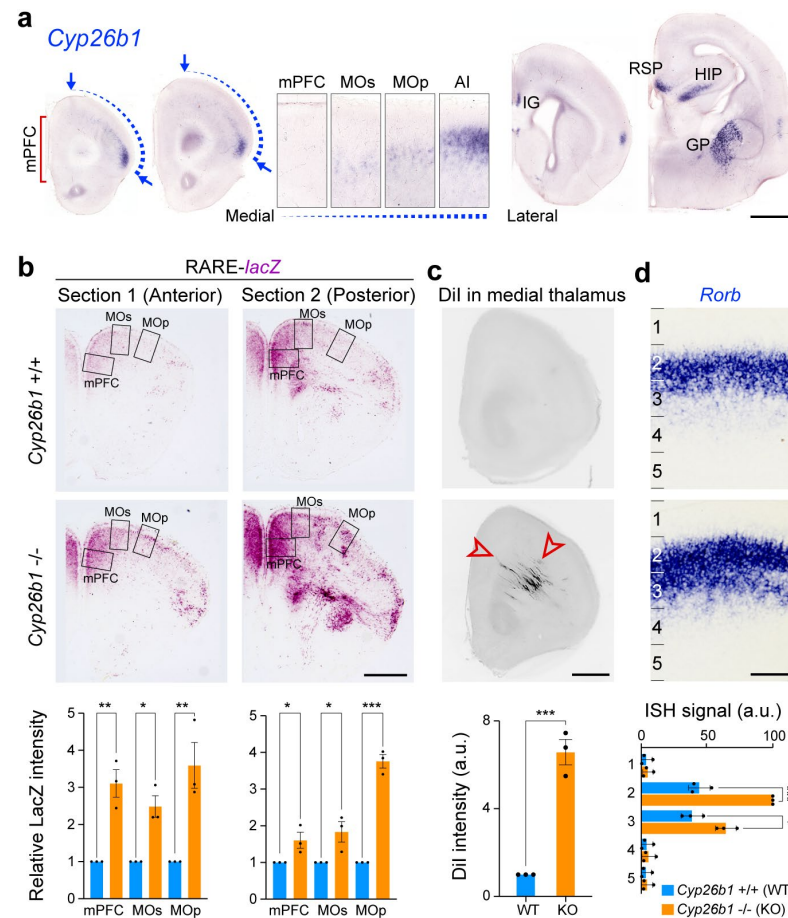 a
Cyp26b1
mPFC
mPFC MOs MOp AI
Medial
Lateral
IG
RSP
HIP
GP
b
RARE-lacZ
Section 1 (Anterior)
Section 2 (Posterior)
Cyp26b1 +/+
MOs
MOp
mPFC
MOs
MOp
mPFC
Cyp26b1 -/-
MOs
MOp
mPFC
MOs
MOp
mPFC
Relative LacZ intensity
5
4
3
2
1
0
** * **
mPFC MOs MOp
5
4
3
2
1
0
* * ***
mPFC MOs MOp
c
DiI in medial thalamus
DiI intensity (a.u.)
8
4
0
***
WT KO
d
Rorb
1
2
3
4
5
1
2
3
4
5
ISH signal (a.u.)
0 50 100
1
2
3
4
5
Cyp26b1 +/+ (WT
Cyp26b1 -/- (KO)